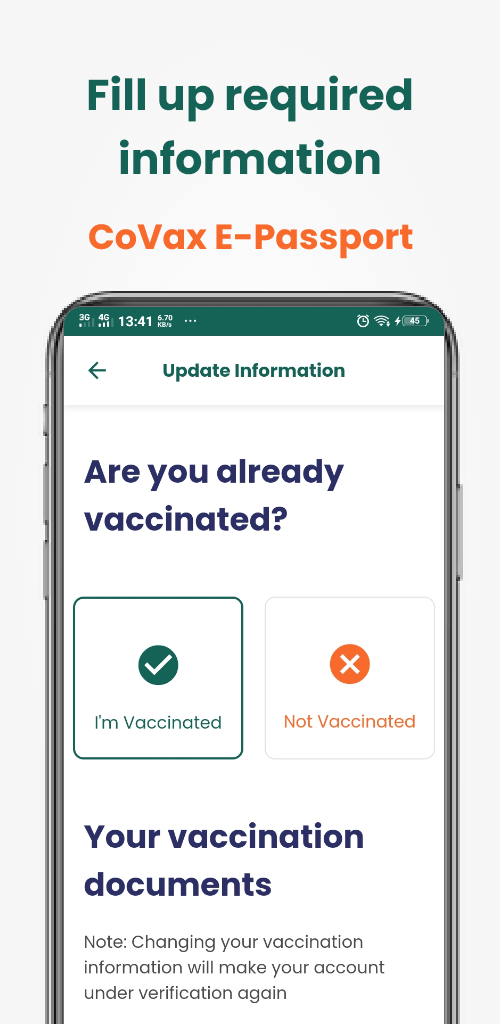 Fill up required
information
CoVax E-Passport
3G 4G 13:41 6.70 KB/s ··· 45
Update Information
Are you already
vaccinated?
I'm Vaccinated
Not Vaccinated
Your vaccination
documents
Note: Changing your vaccination
information will make your account
under verification again